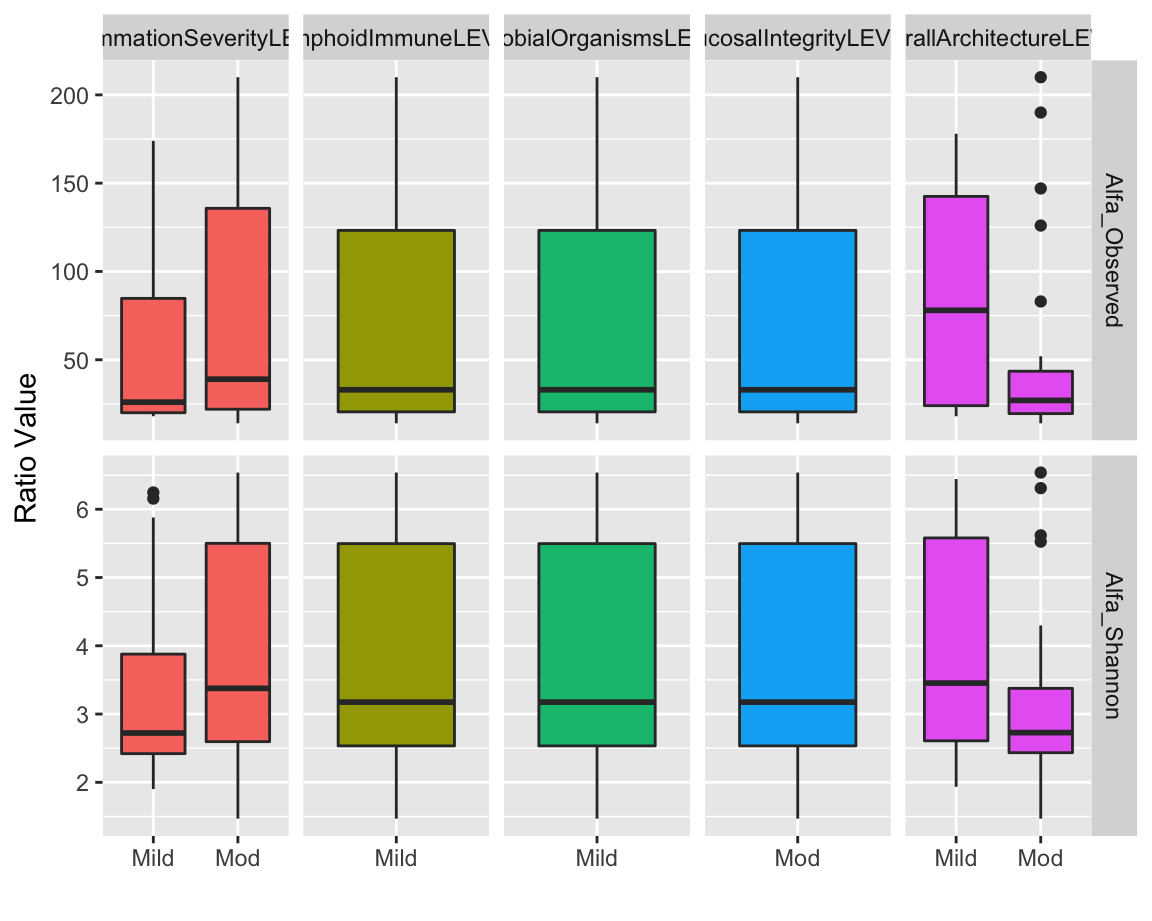 mmationSeverityLE
nphoidImmuneLEV
obialOrganismsLE
ucosalIntegrityLEV
rallArchitectureLEV
200
150
100
50
Alfa_Observed
Ratio Value
6
5
4
3
2
Alfa_Shannon
Mild Mod Mild Mild Mod Mild Mod